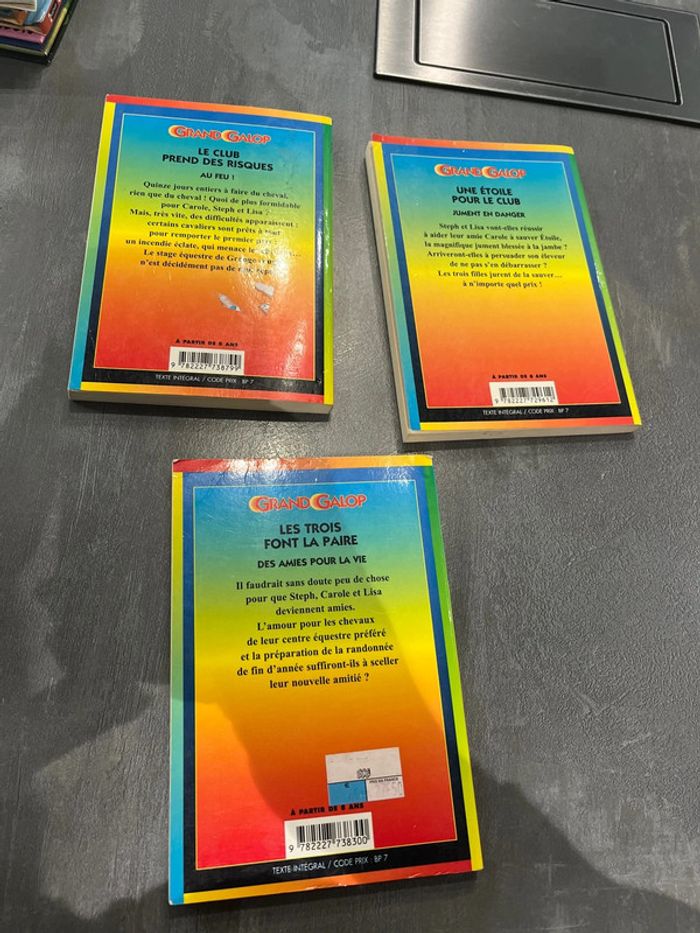 GRAND GALOP
LE CLUB
PREND DES RISQUES
AU FEU !
Quinze jours entiers à faire du cheval,
rien que du cheval ! Quoi de plus formidable
pour Carole, Steph et Lisa ?
Mais, très vite, des difficultés apparaissent :
certains cavaliers sont prêts à tout
pour remporter le premier prix ;
un incendie éclate, qui menace le
Le stage équestre de
n'est décidément pas de
À PARTIR DE 8 ANS
9 782227 738799
TEXTE INTÉGRAL / CODE PRIX : BP 7
GRAND GALOP
UNE ÉTOILE
POUR LE CLUB
JUMENT EN DANGER
Steph et Lisa vont-elles réussir
à aider leur amie Carole à sauver Étoile,
la magnifique jument blessée à la jambe ?
Arriveront-elles à persuader son éleveur
de ne pas s'en débarrasser ?
Les trois filles jurent de la sauver…
à n'importe quel prix !
À PARTIR DE 8 ANS
9 782227 729612
TEXTE INTÉGRAL / CODE PRIX : BP 7
GRAND GALOP
LES TROIS
FONT LA PAIRE
DES AMIES POUR LA VIE
Il faudrait sans doute peu de chose
pour que Steph, Carole et Lisa
deviennent amies.
L'amour pour les chevaux
de leur centre équestre préféré
et la préparation de la randonnée
de fin d'année suffiront-ils à sceller
leur nouvelle amitié ?
€
PRIX EN FRANCE
À PARTIR DE 8 ANS
9 782227 738300
TEXTE INTÉGRAL / CODE PRIX : BP 7